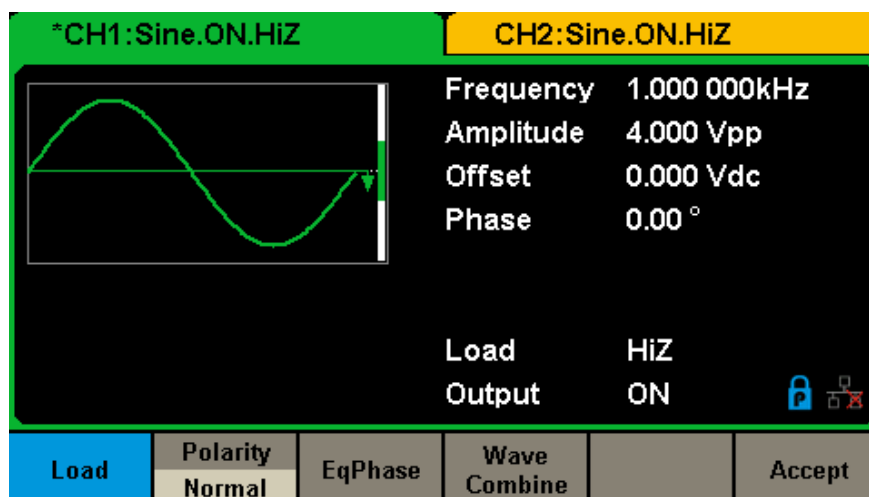 *CH1:Sine.ON.HiZ CH2:Sine.ON.HiZ
Frequency 1.000 000kHz
Amplitude 4.000 Vpp
Offset 0.000 Vdc
Phase 0.00 °
Load HiZ
Output ON P
Load
Polarity
Normal
EqPhase
Wave
Combine
Accept